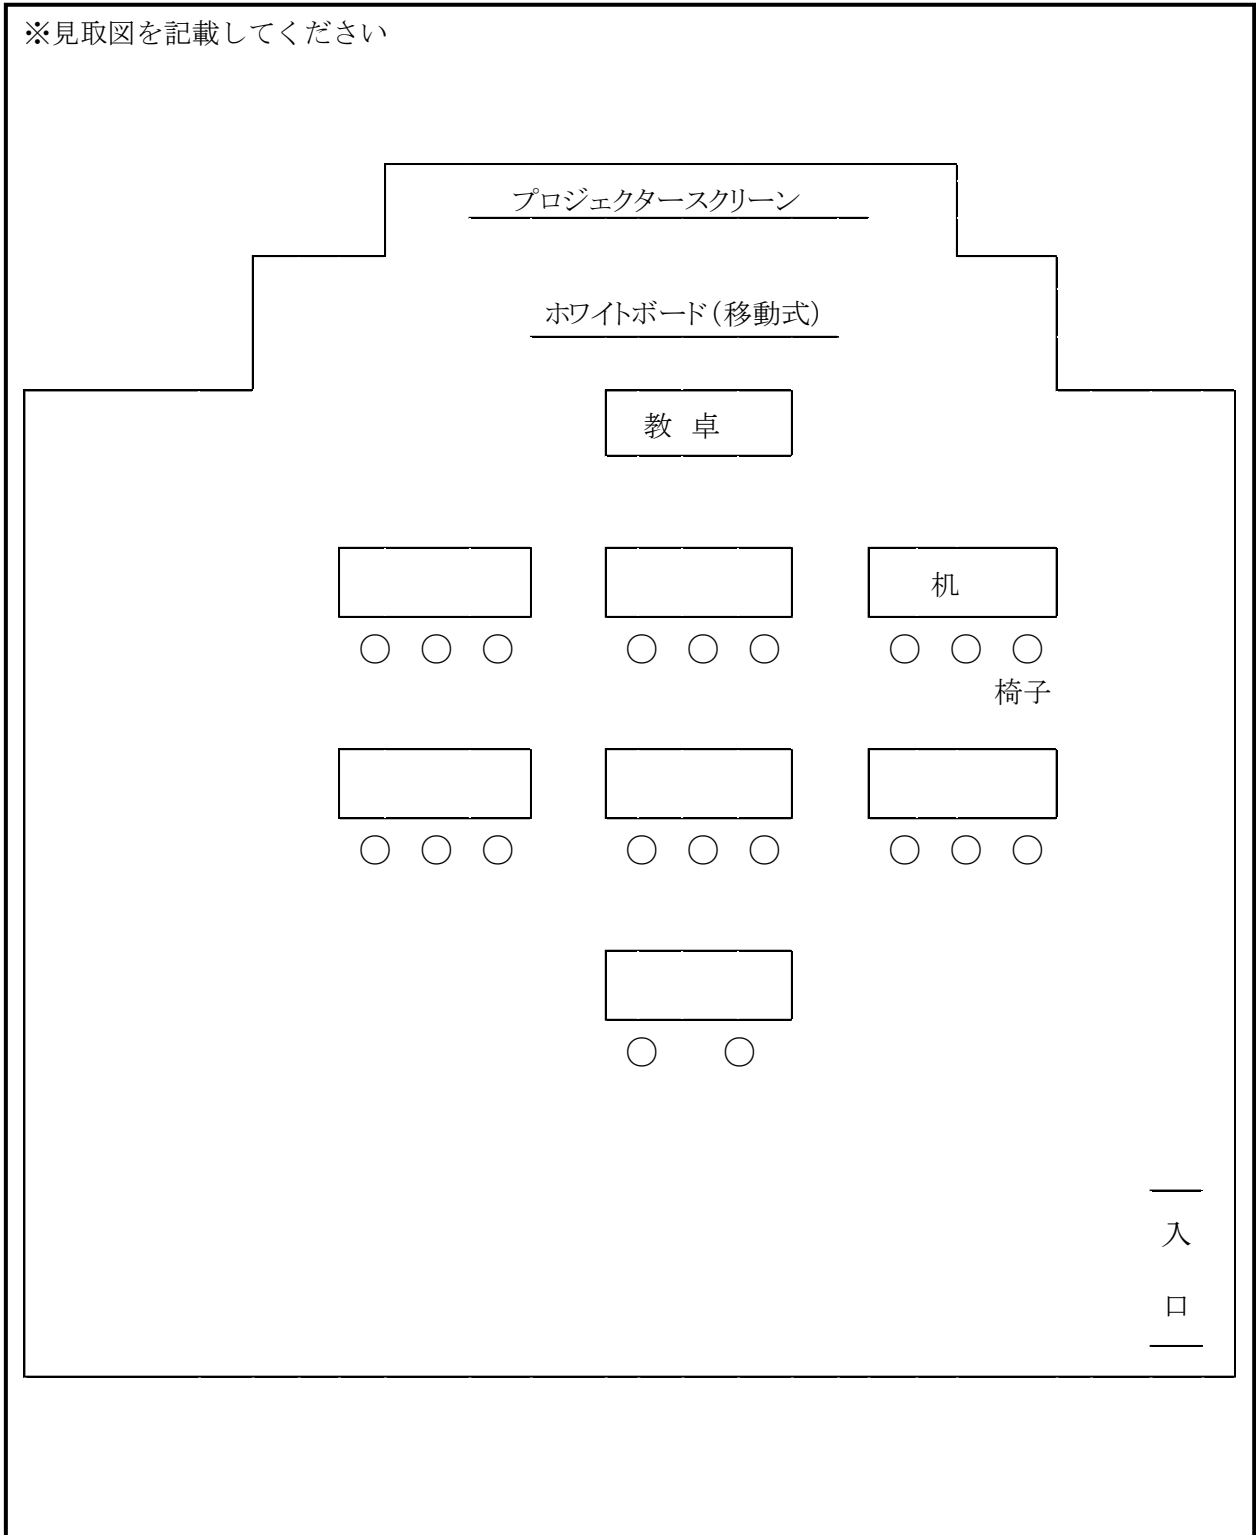 ※見取図を記載してください
プロジェクタースクリーン
ホワイトボード(移動式)
教 卓
机
椅子
入
口